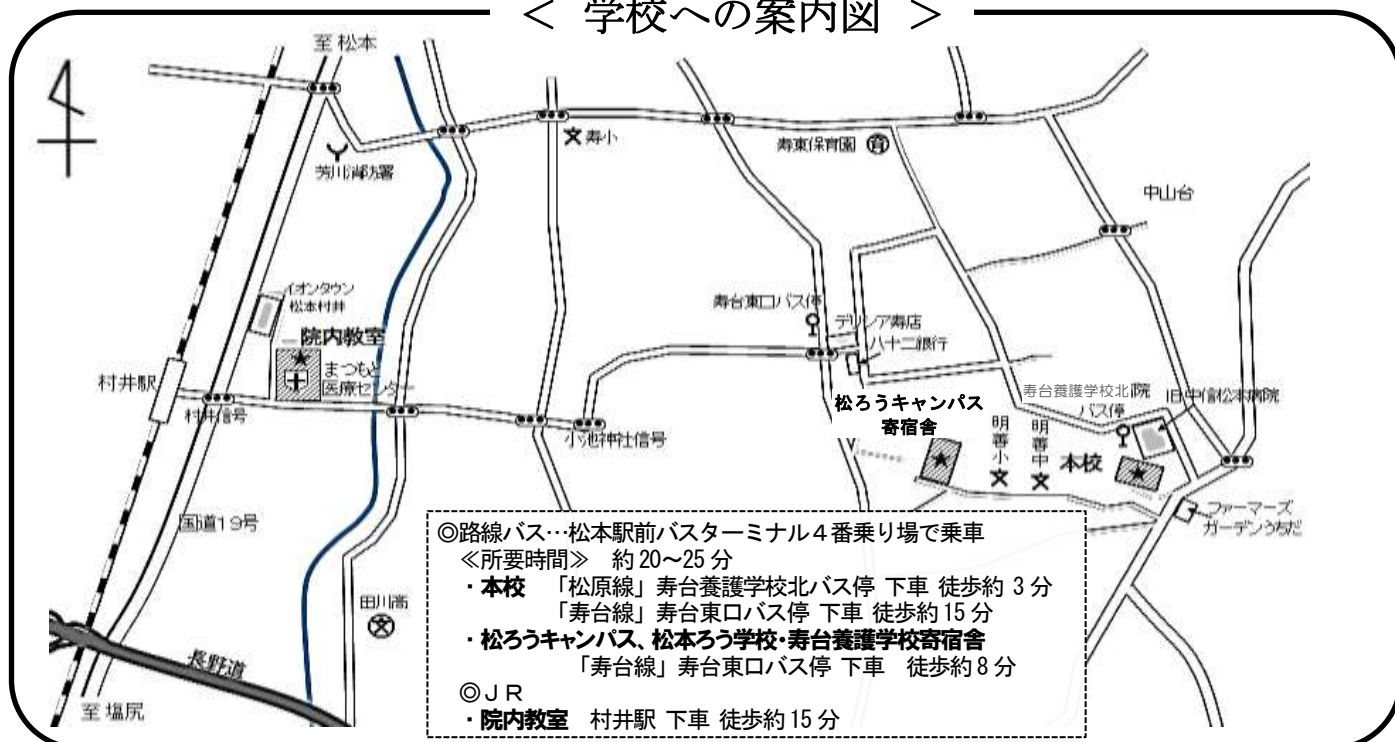 < 学校への案内図 >
至 松本
芳川消防署
寿小
寿東保育園
育
中山台
イオンタウン
松本村井
院内教室
まつもと
医療センター
村井駅
村井信号
小池神社信号
寿台東口バス停
デリシア寿店
八十二銀行
松ろうキャンパス
寄宿舎
寿台養護学校北
バス停
旧中信松本病院
明善小
明善中
本校
ファーマーズ
ガーデンうちだ
国道19号
田川高
長野道
至 塩尻
◎路線バス…松本駅前バスターミナル4番乗り場で乗車
≪所要時間≫ 約20~25分
・本校 「松原線」寿台養護学校北バス停 下車 徒歩約 3 分
「寿台線」寿台東口バス停 下車 徒歩約15分
・松ろうキャンパス、松本ろう学校・寿台養護学校寄宿舎
「寿台線」寿台東口バス停 下車 徒歩約8分
◎JR
・院内教室 村井駅 下車 徒歩約15分